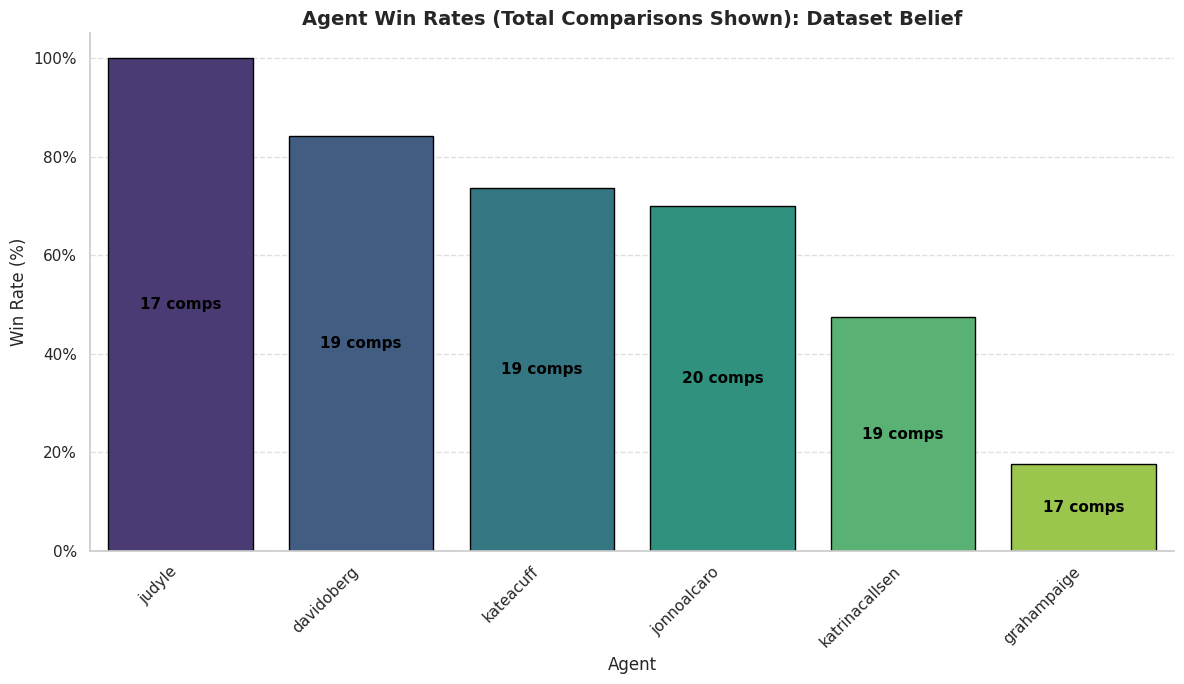 Agent Win Rates (Total Comparisons Shown): Dataset Belief
Win Rate (%)
100%
80%
60%
40%
20%
0%
17 comps
19 comps
19 comps
20 comps
19 comps
17 comps
judyle
davidoberg
kateacuff
jonnoalcaro
katrinacallsen
grahampaige
Agent